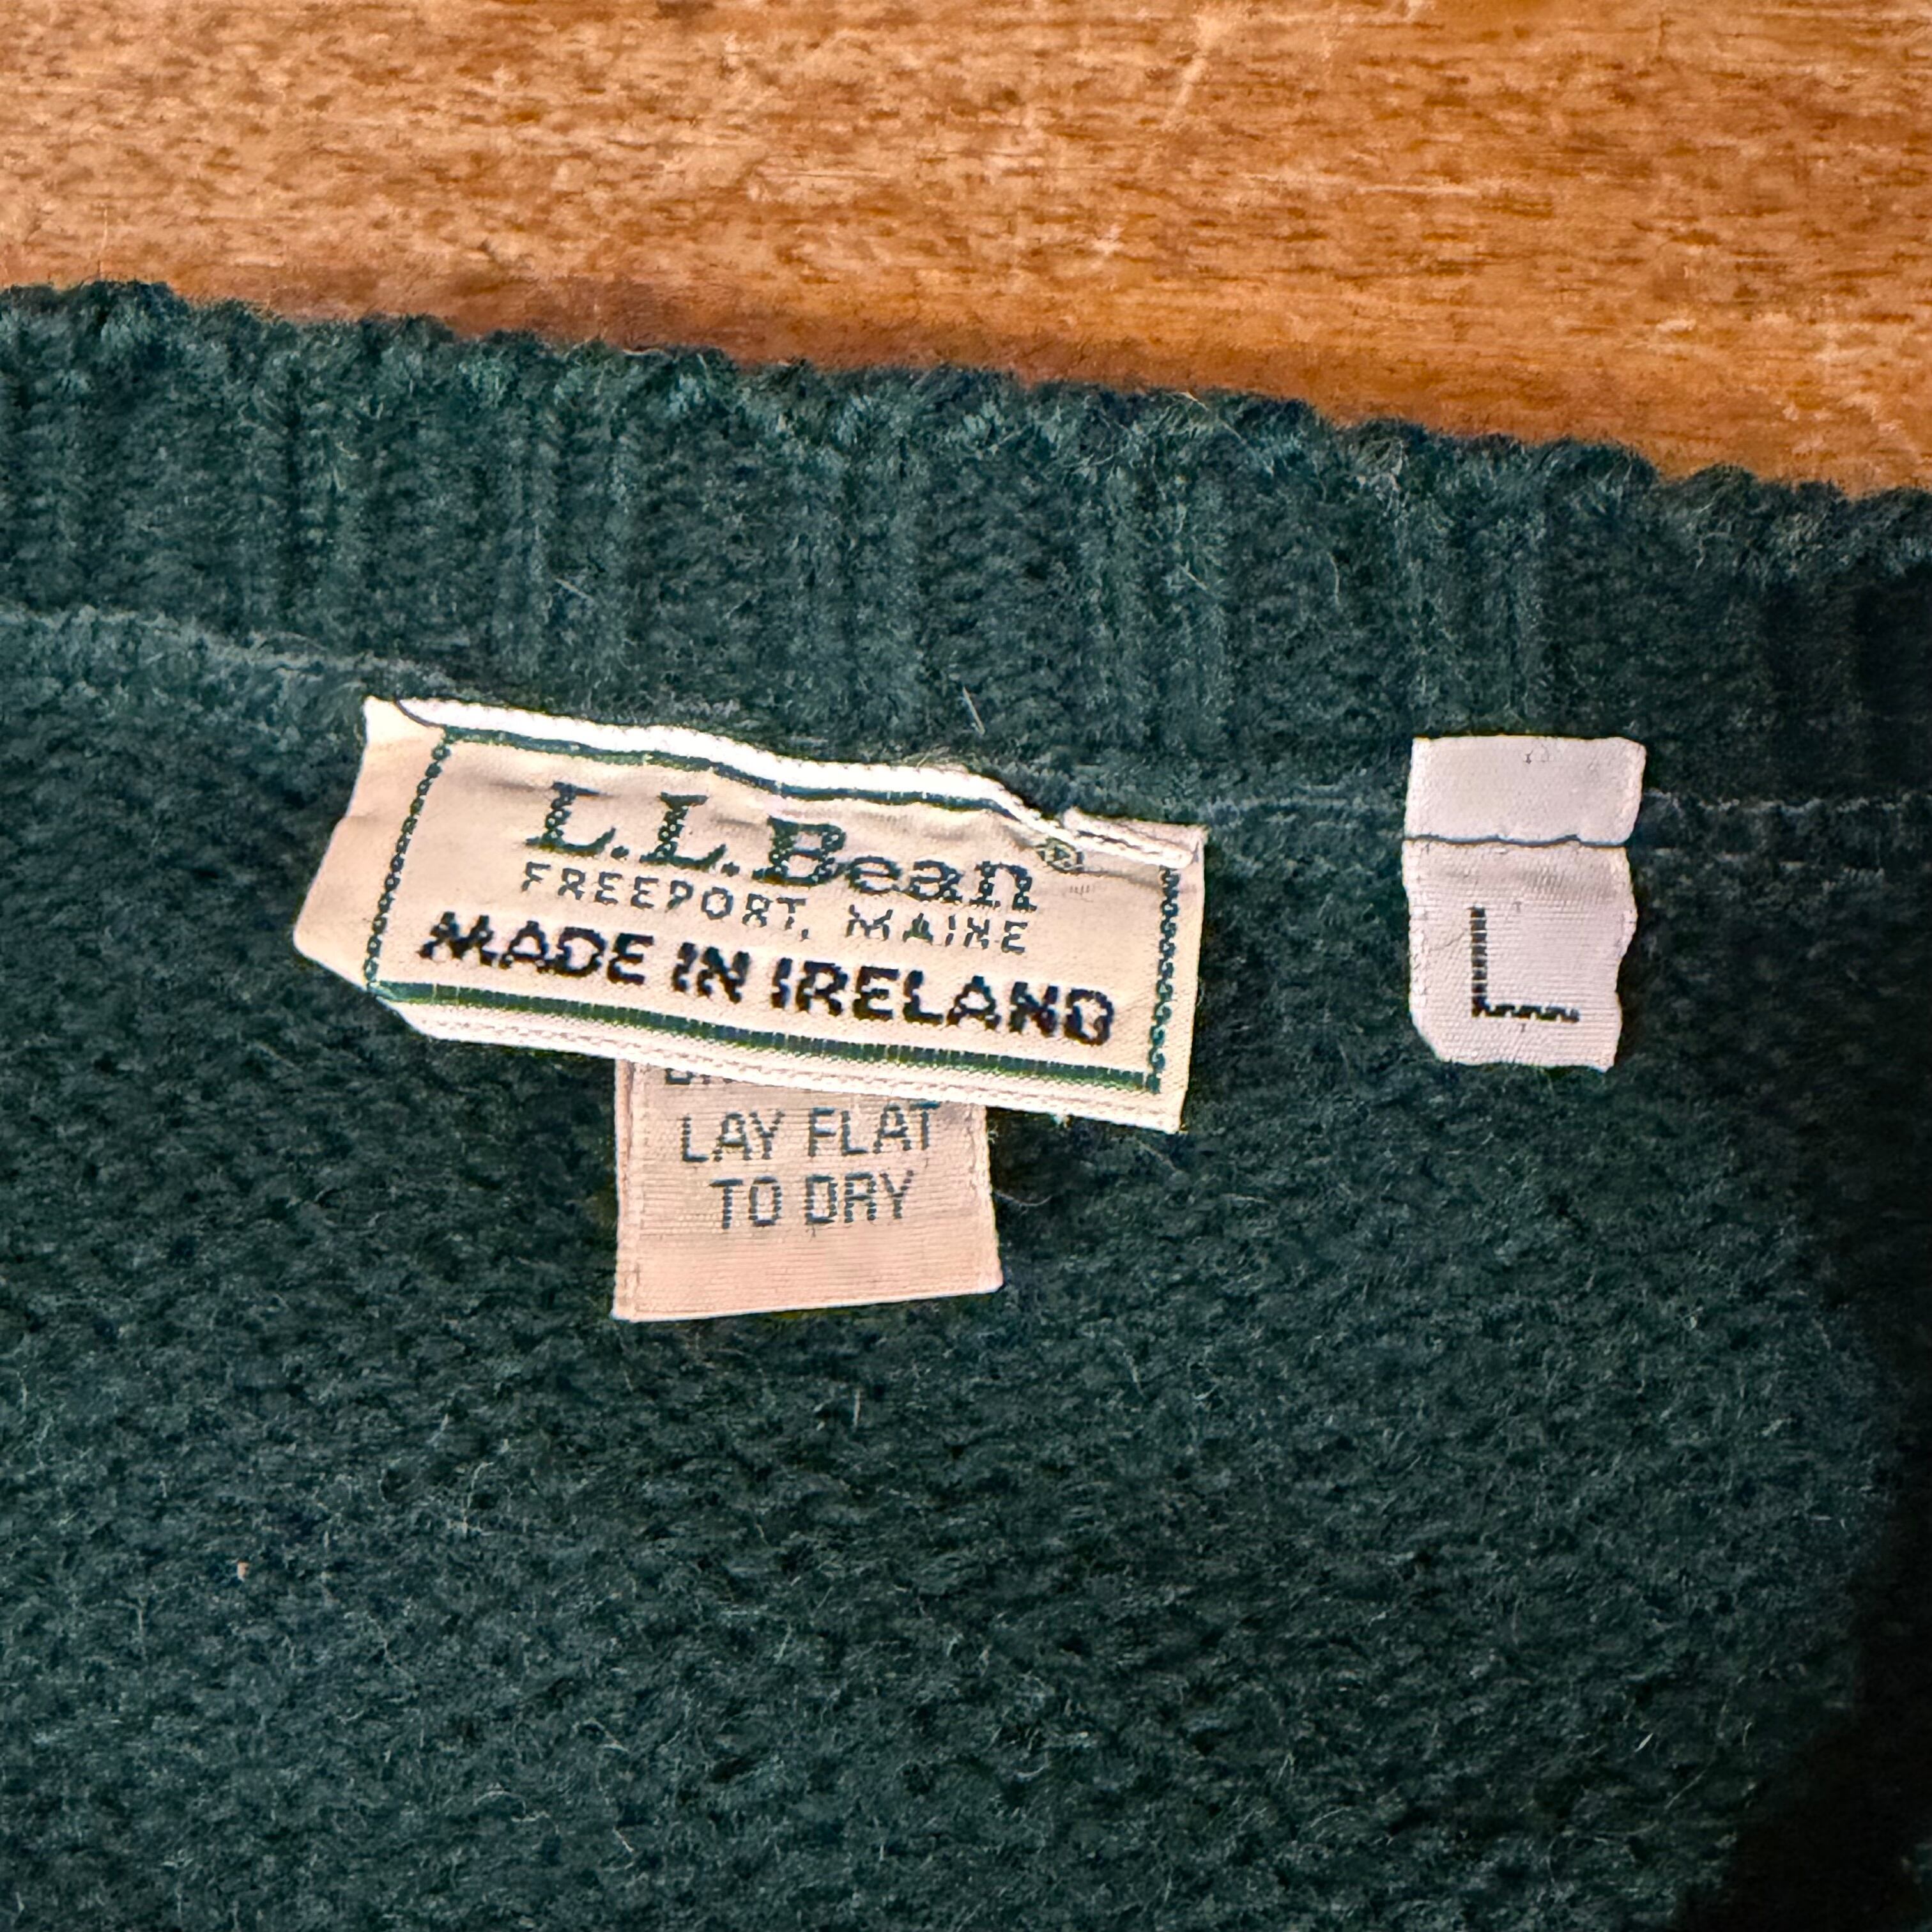 L.L.Bean®
FREEPORT, MAINE
MADE IN IRELAND
L
LAY FLAT
TO DRY